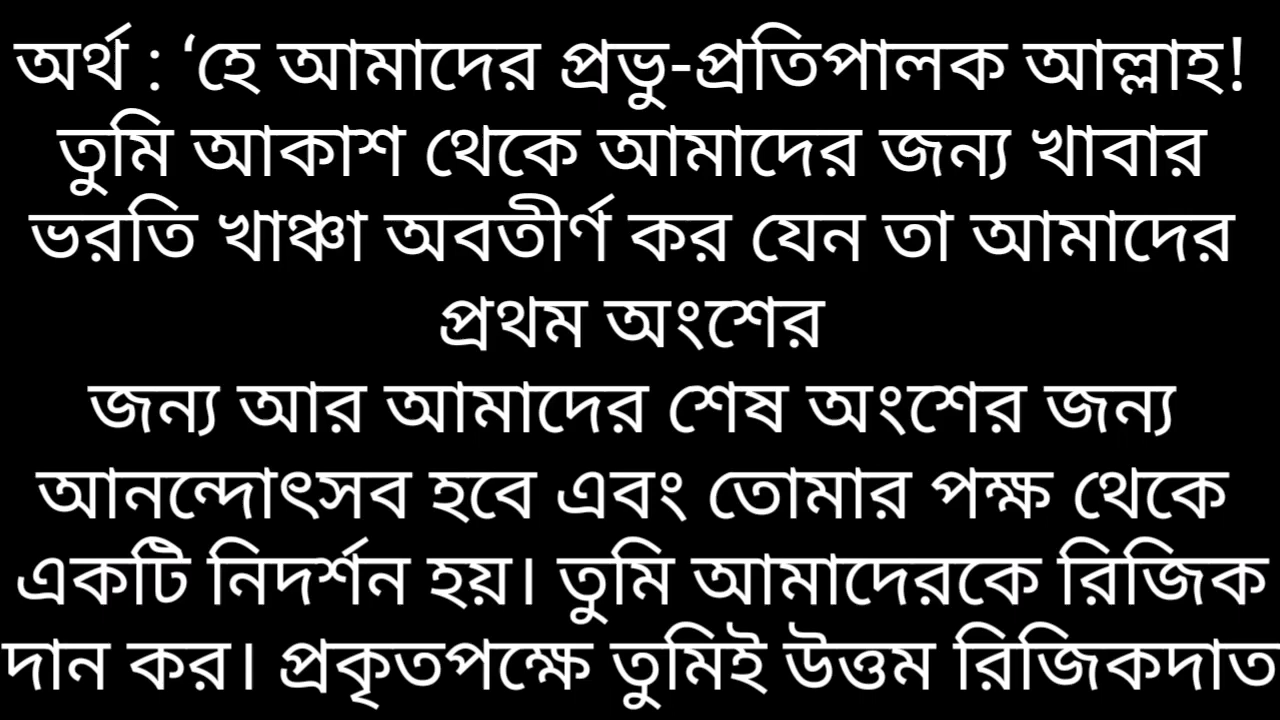 অর্থ : ‘হে আমাদের প্রভু-প্রতিপালক আল্লাহ!
তুমি আকাশ থেকে আমাদের জন্য খাবার
ভরতি খাঞ্চা অবতীর্ণ কর যেন তা আমাদের
প্রথম অংশের
জন্য আর আমাদের শেষ অংশের জন্য
আনন্দোৎসব হবে এবং তোমার পক্ষ থেকে
একটি নিদর্শন হয়। তুমি আমাদেরকে রিজিক
দান কর। প্রকৃতপক্ষে তুমিই উত্তম রিজিকদাত